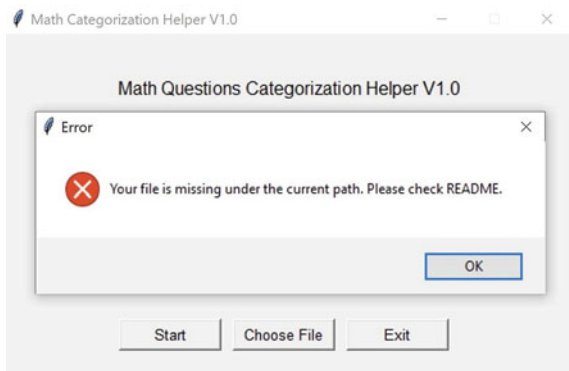 Math Categorization Helper V1.0
Math Questions Categorization Helper V1.0
Error
Your file is missing under the current path. Please check README.
OK
Start Choose File Exit